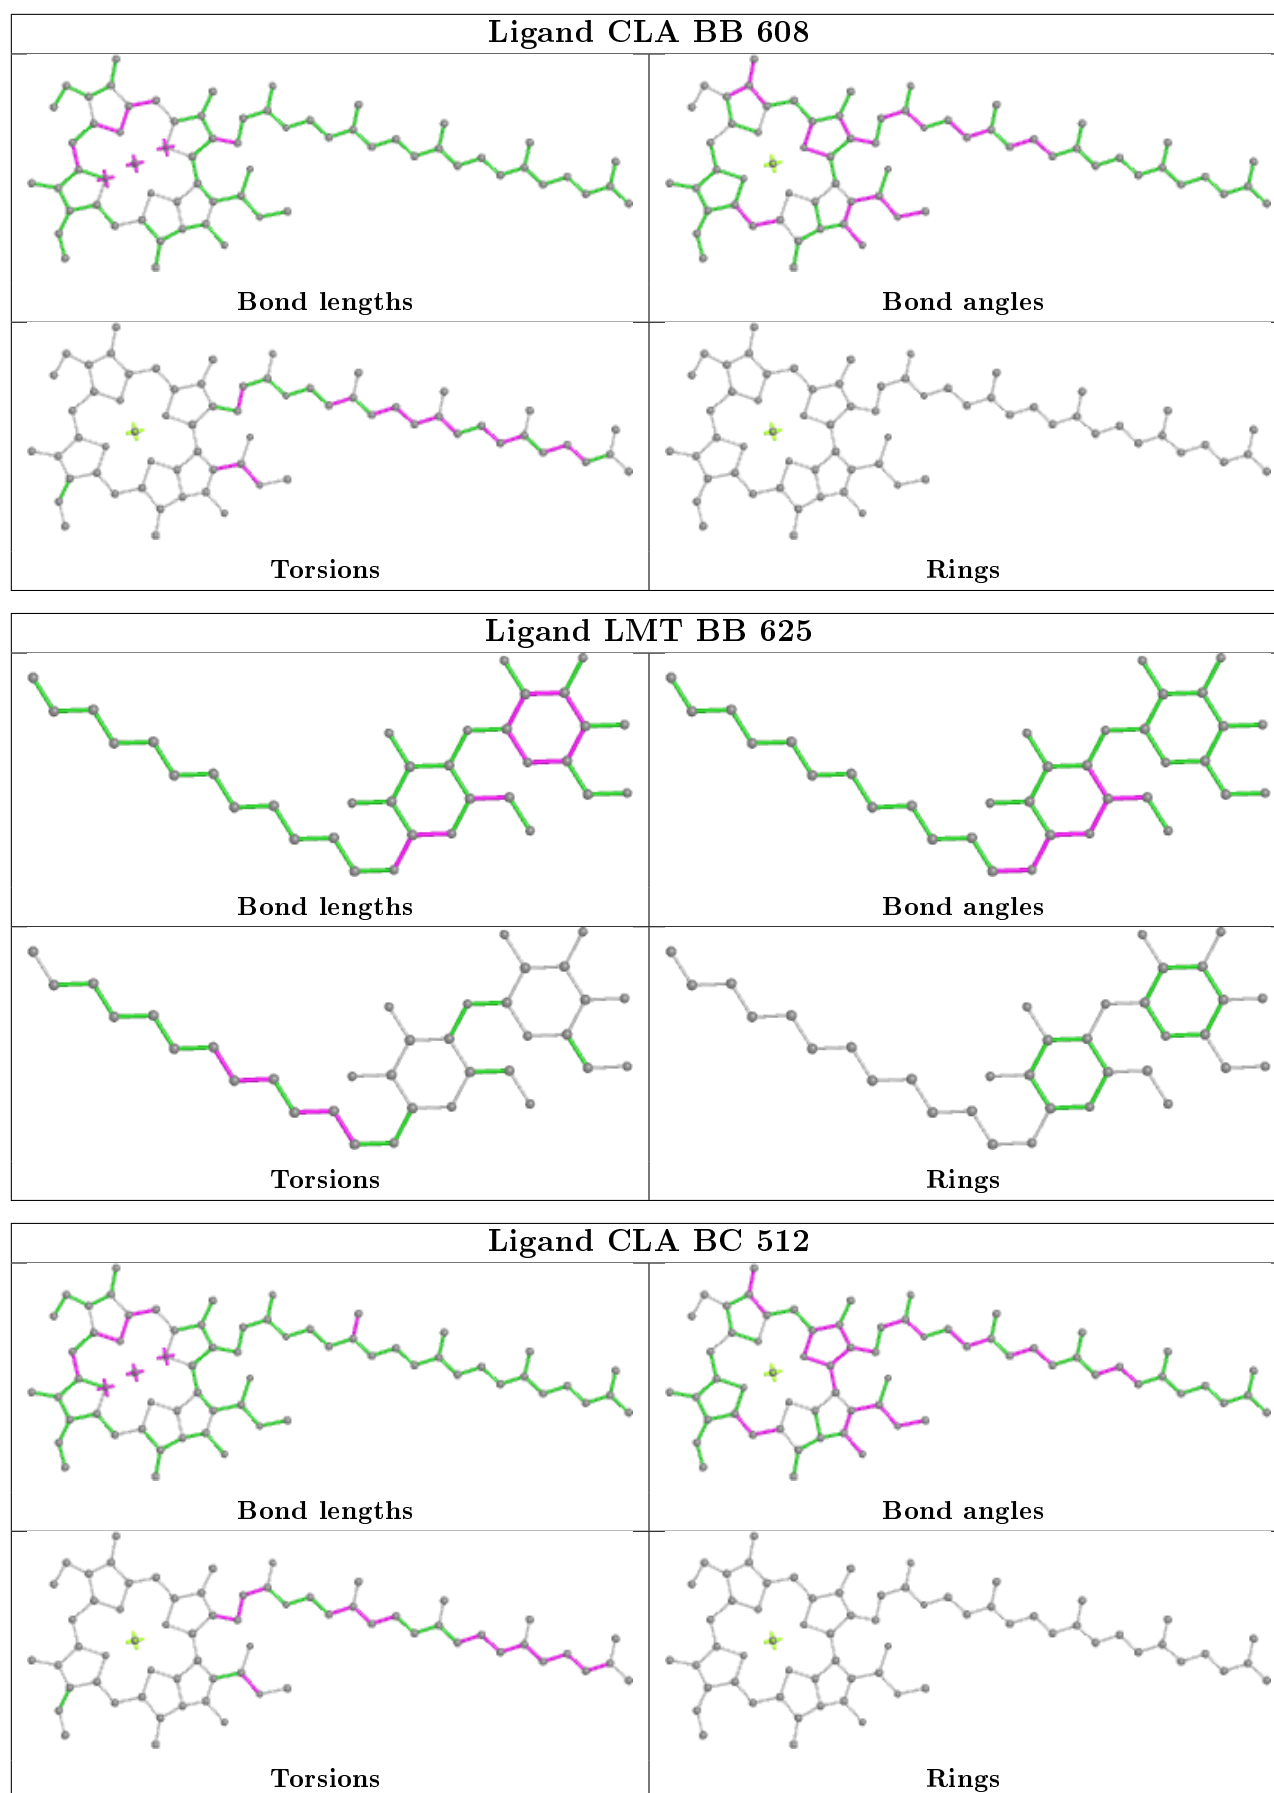 Ligand CLA BB 608
Bond lengths
Bond angles
Torsions
Rings
Ligand LMT BB 625
Bond lengths
Bond angles
Torsions
Rings
Ligand CLA BC 512
Bond lengths
Bond angles
Torsions
Rings